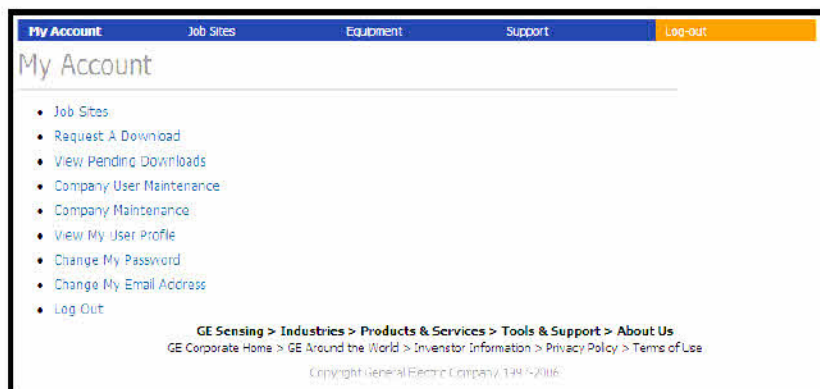 My Account Job Sites Equipment Support Log-out
My Account
Job Sites
Request A Download
View Pending Downloads
Company User Maintenance
Company Maintenance
View My User Profile
Change My Password
Change My Email Address
Log Out
GE Sensing > Industries > Products & Services > Tools & Support > About Us
GE Corporate Home > GE Around the World > Invenstor Information > Privacy Policy > Terms of Use
Copyright General Electric Company 1997-2006